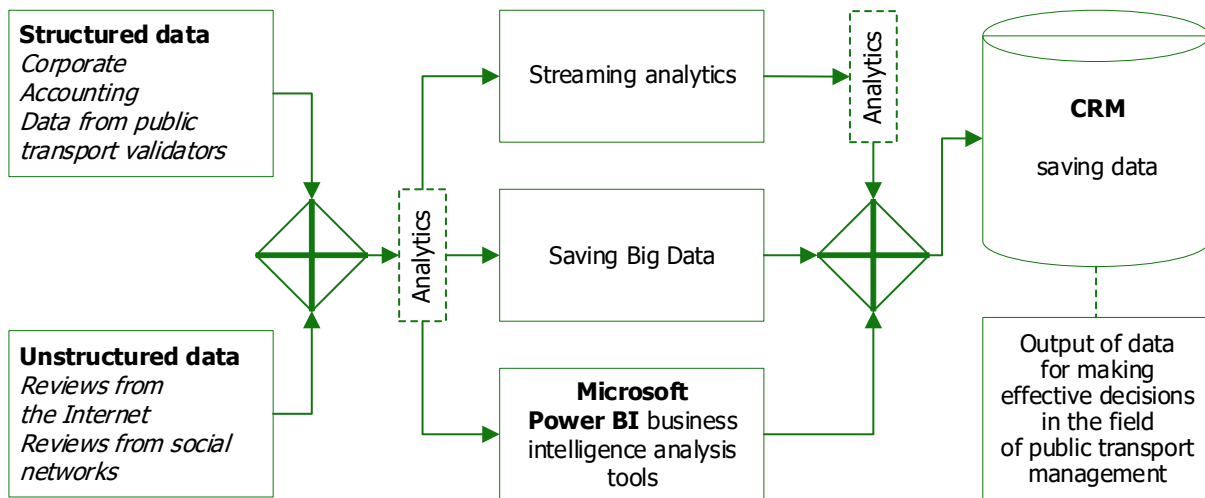 Structured data
Corporate
Accounting
Data from public
transport validators
Unstructured data
Reviews from
the Internet
Reviews from social
networks
Analytics
Streaming analytics
Saving Big Data
Microsoft
Power BI business
intelligence analysis
tools
Analytics
CRM
saving data
Output of data
for making
effective decisions
in the field
of public transport
management